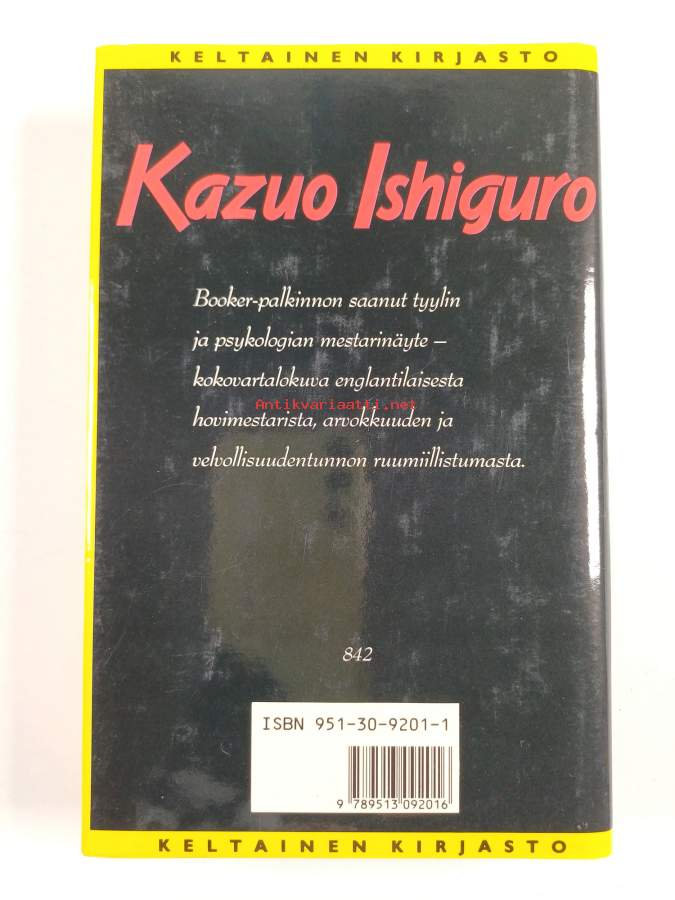 KELTAINEN KIRJASTO
Kazuo Ishiguro
Booker-palkinnon saanut tyylin
ja psykologian mestarinäyte –
kokovartalokuva englantilaisesta
Antikvariaatti.net
hovimestarista, arvokkuuden ja
velvollisuudentunnon ruumiillistumasta.
842
ISBN 951-30-9201-1
9 789513 092016
KELTAINEN KIRJASTO